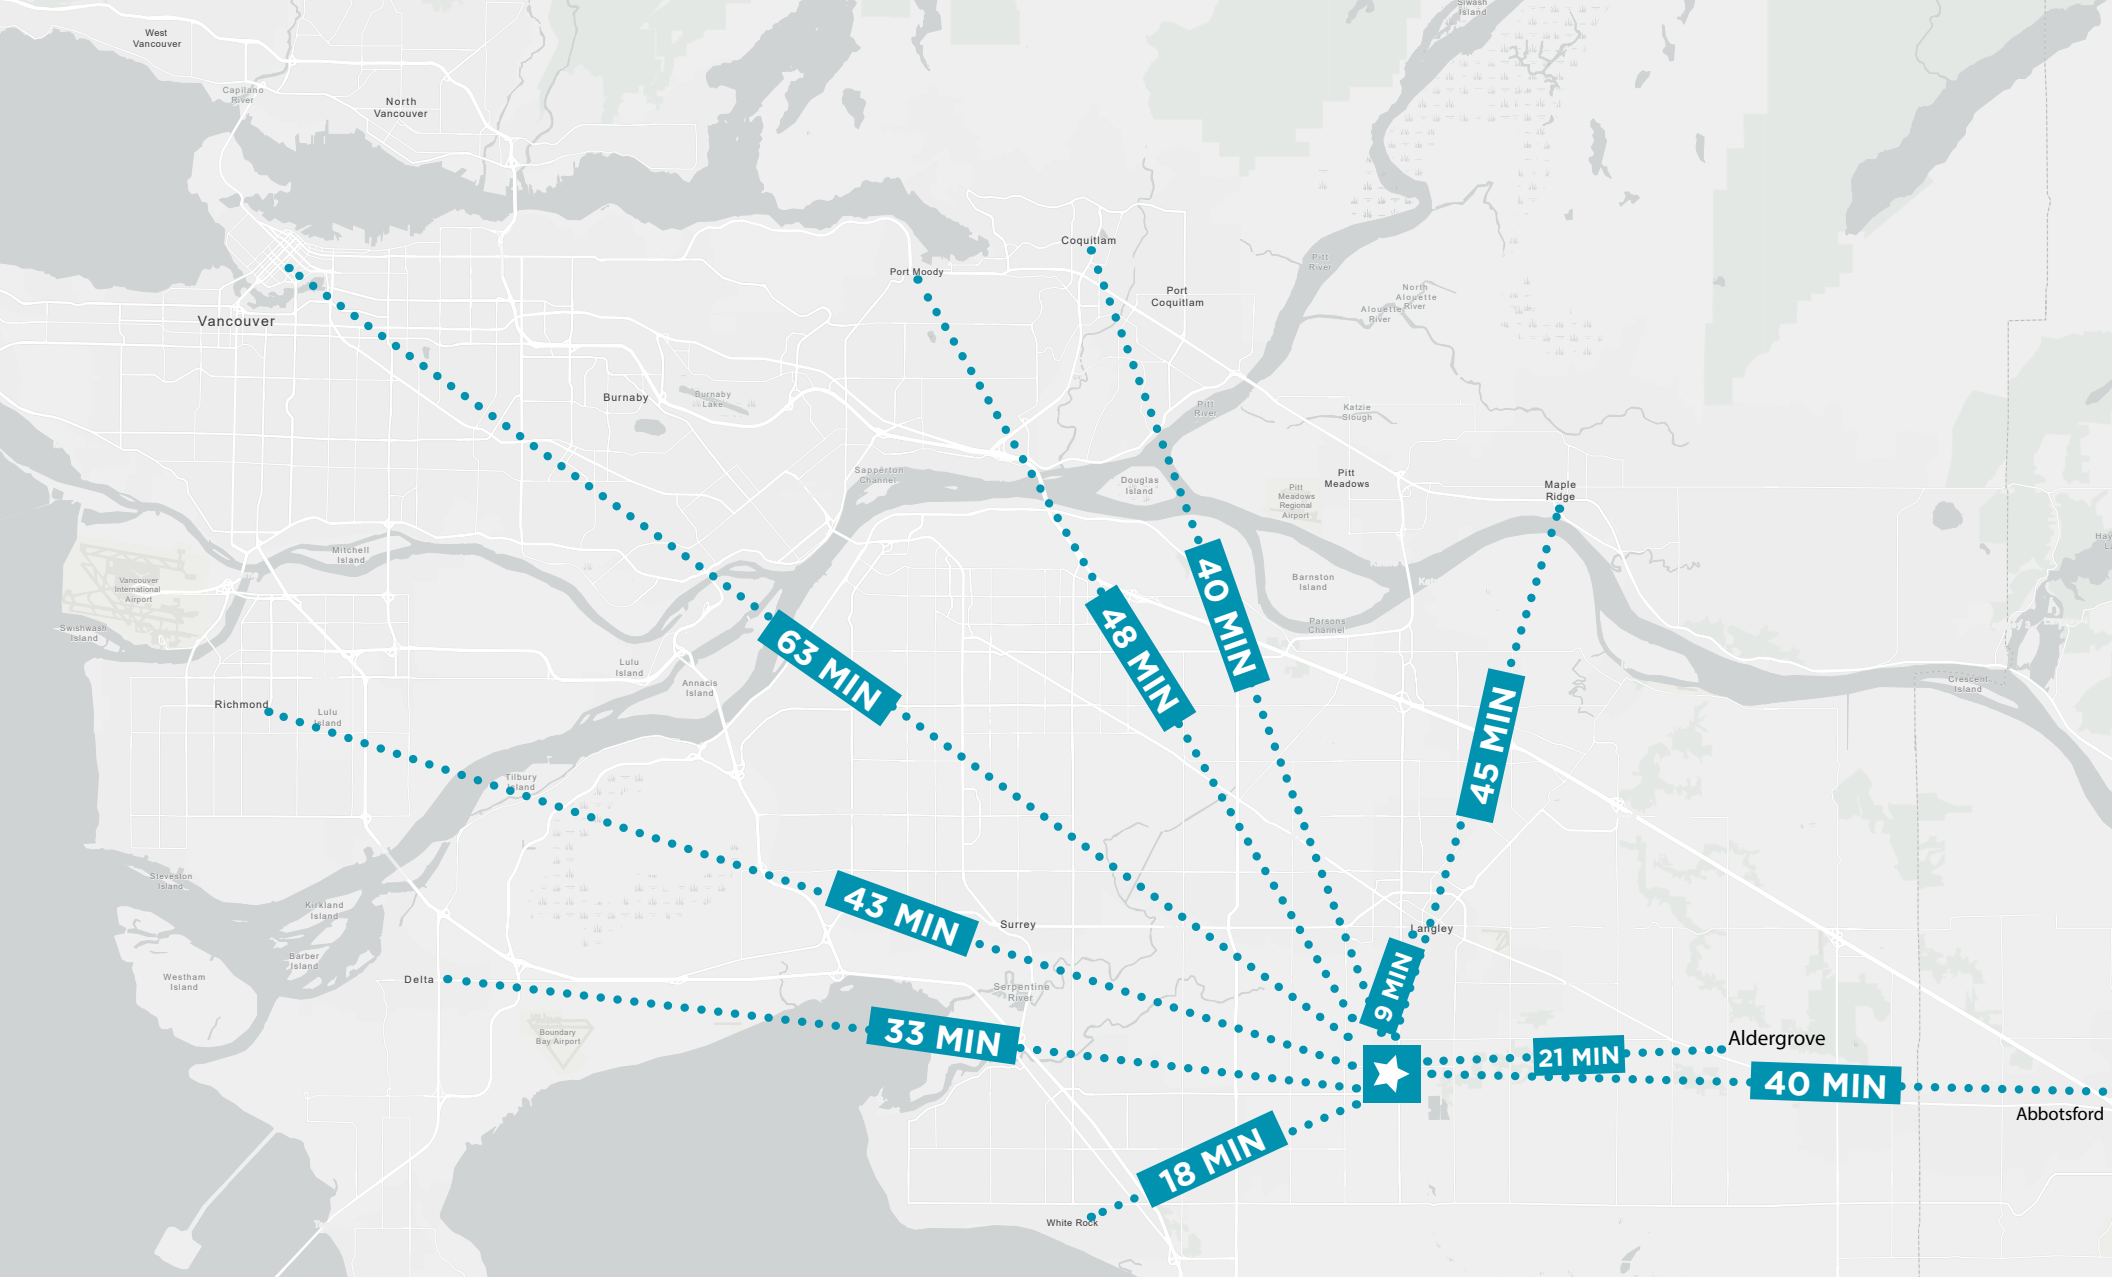 Siwash
Island
West
Vancouver
Capilano
River
North
Vancouver
Coquitlam
Port Moody
Pitt
River
Port
Coquitlam
North
Alouette
River
Alouette
River
Vancouver
Burnaby
Burnaby
Lake
Pitt
River
Katzie
Slough
Sapperton
Channel
Douglas
Island
Pitt
Meadows
Pitt
Meadows
Regional
Airport
Maple
Ridge
Mitchell
Island
Vancouver
International
Airport
Barnston
Island
Parsons
Channel
Swishwash
Island
40 MIN
48 MIN
63 MIN
45 MIN
Lulu
Island
Annacis
Island
Crescent
Island
Richmond
Lulu
Island
Tilbury
Island
Steveston
Island
Kirkland
Island
43 MIN
Surrey
Langley
Barber
Island
Westham
Island
Delta
Serpentine
River
9 MIN
Boundary
Bay Airport
33 MIN
21 MIN
Aldergrove
40 MIN
Abbotsford
18 MIN
White Rock